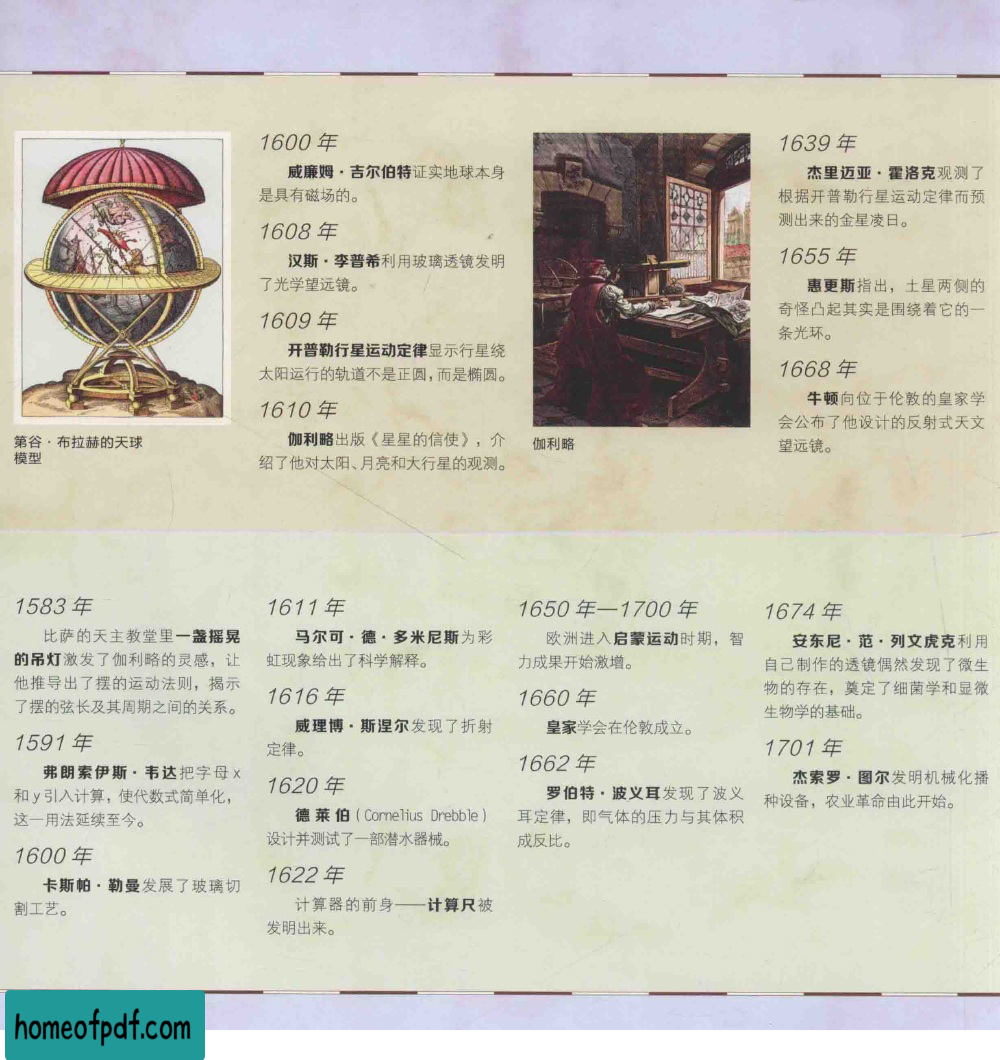 1600 年
威廉姆·吉尔伯特证实地球本身
是具有磁场的。
1608 年
汉斯·李普希利用玻璃透镜发明
了光学望远镜。
1609 年
开普勒行星运动定律显示行星绕
太阳运行的轨道不是正圆，而是椭圆。
1610 年
伽利略出版《星星的信使》，介
绍了他对太阳、月亮和大行星的观测。
第谷·布拉赫的天球
模型
伽利略
1639 年
杰里迈亚·霍洛克观测了
根据开普勒行星运动定律而预
测出来的金星凌日。
1655 年
惠更斯指出，土星两侧的
奇怪凸起其实是围绕着它的一
条光环。
1668 年
牛顿向位于伦敦的皇家学
会公布了他设计的反射式天文
望远镜。
1583 年
比萨的天主教堂里一盏摇晃
的吊灯激发了伽利略的灵感，让
他推导出了摆的运动法则，揭示
了摆的弦长及其周期之间的关系。
1591 年
弗朗索伊斯·韦达把字母 x
和 y 引入计算，使代数式简单化，
这一用法延续至今。
1600 年
卡斯帕·勒曼发展了玻璃切
割工艺。
1611 年
马尔可·德·多米尼斯为彩
虹现象给出了科学解释。
1616 年
威理博·斯涅尔发现了折射
定律。
1620 年
德莱伯（Cornelius Drebble）
设计并测试了一部潜水器械。
1622 年
计算器的前身——计算尺被
发明出来。
1650 年—1700 年
欧洲进入启蒙运动时期，智
力成果开始激增。
1660 年
皇家学会在伦敦成立。
1662 年
罗伯特·波义耳发现了波义
耳定律，即气体的压力与其体积
成反比。
1674 年
安东尼·范·列文虎克利用
自己制作的透镜偶然发现了微生
物的存在，奠定了细菌学和显微
生物学的基础。
1701 年
杰索罗·图尔发明机械化播
种设备，农业革命由此开始。
homeofpdf.com